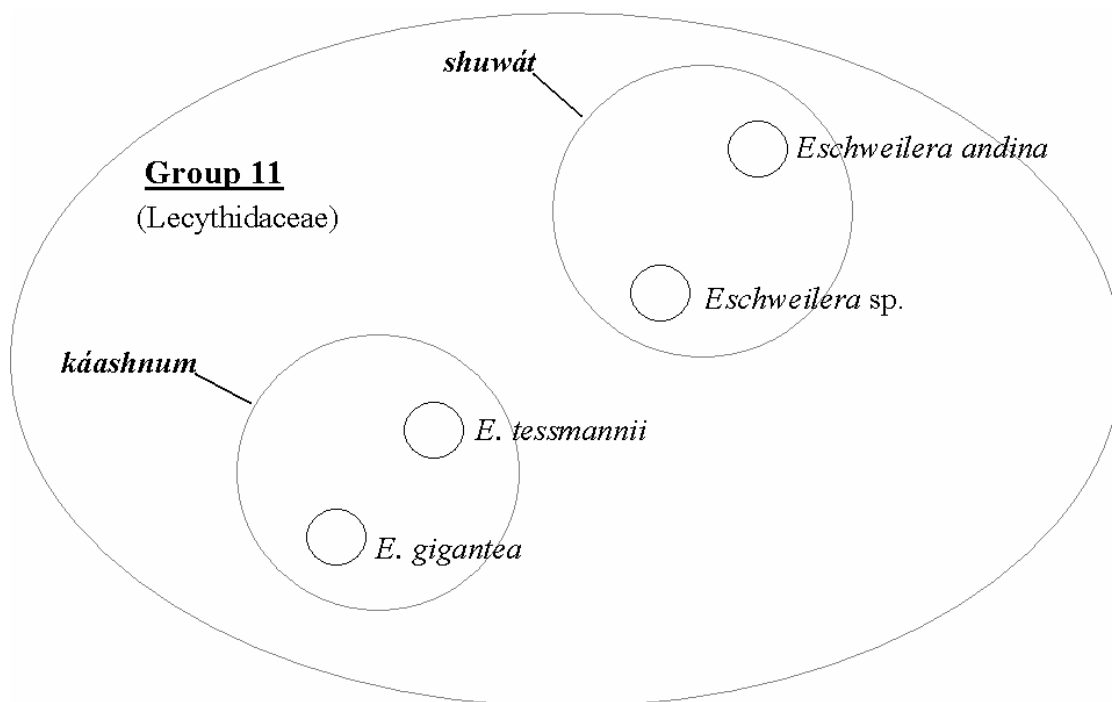 shuwát
Eschweilera andina
Group 11
(Lecythidaceae)
Eschweilera sp.
káashnum
E. tessmannii
E. gigantea